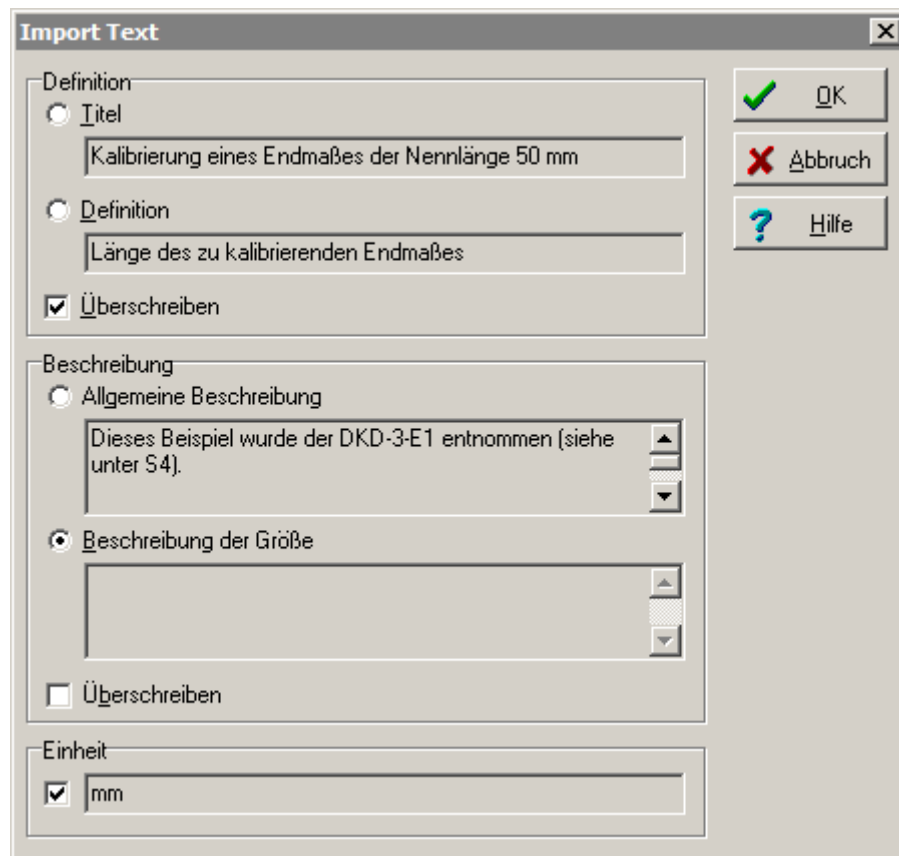 Import Text
Definition
Titel
Kalibrierung eines Endmaßes der Nennlänge 50 mm
Definition
Länge des zu kalibrierenden Endmaßes
Überschreiben
Beschreibung
Allgemeine Beschreibung
Dieses Beispiel wurde der DKD-3-E1 entnommen (siehe
unter S4).
Beschreibung der Größe
Überschreiben
Einheit
mm
OK
Abbruch
Hilfe